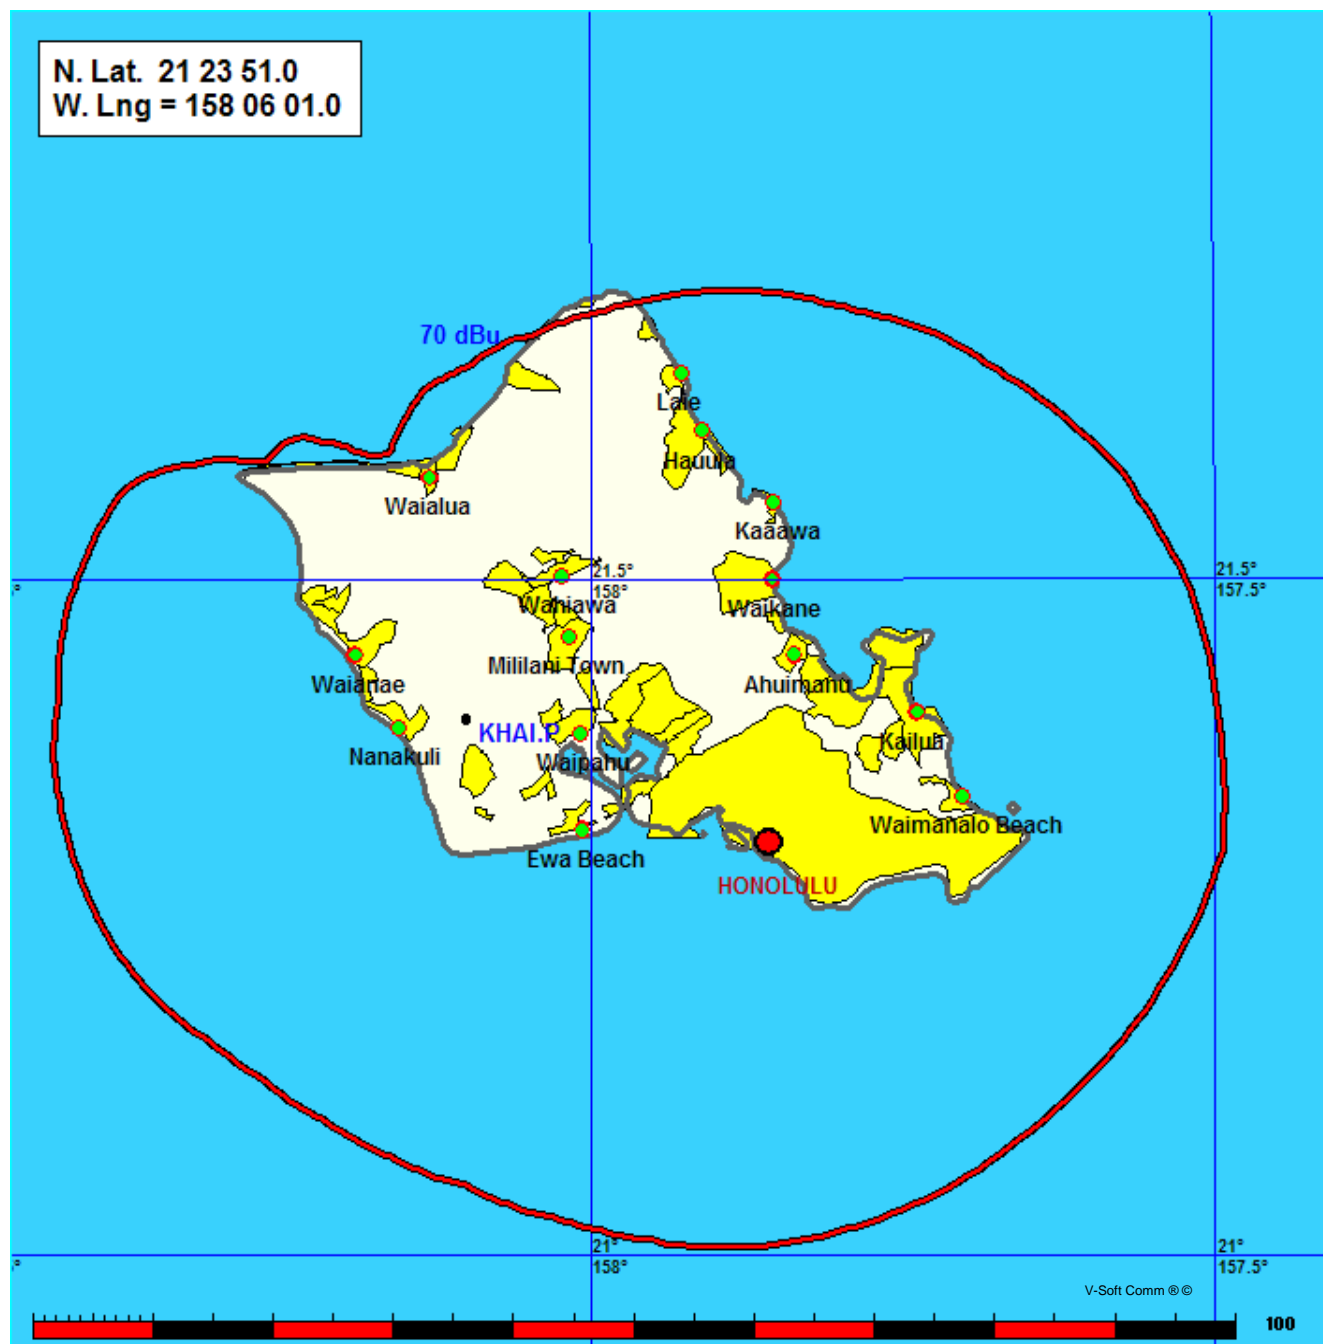 N. Lat.  21 23 51.0
W. Lng = 158 06 01.0
70 dBu
Laie
Hauula
Waialua
Kaaawa
21.5°
158°
21.5°
157.5°
Wahiawa
Waikane
Mililani Town
Ahuimanu
Waianae
KHAI.P
Kailua
Nanakuli
Waipahu
Waimanalo Beach
Ewa Beach
HONOLULU
21°
158°
21°
157.5°
V-Soft Comm ® ©
100